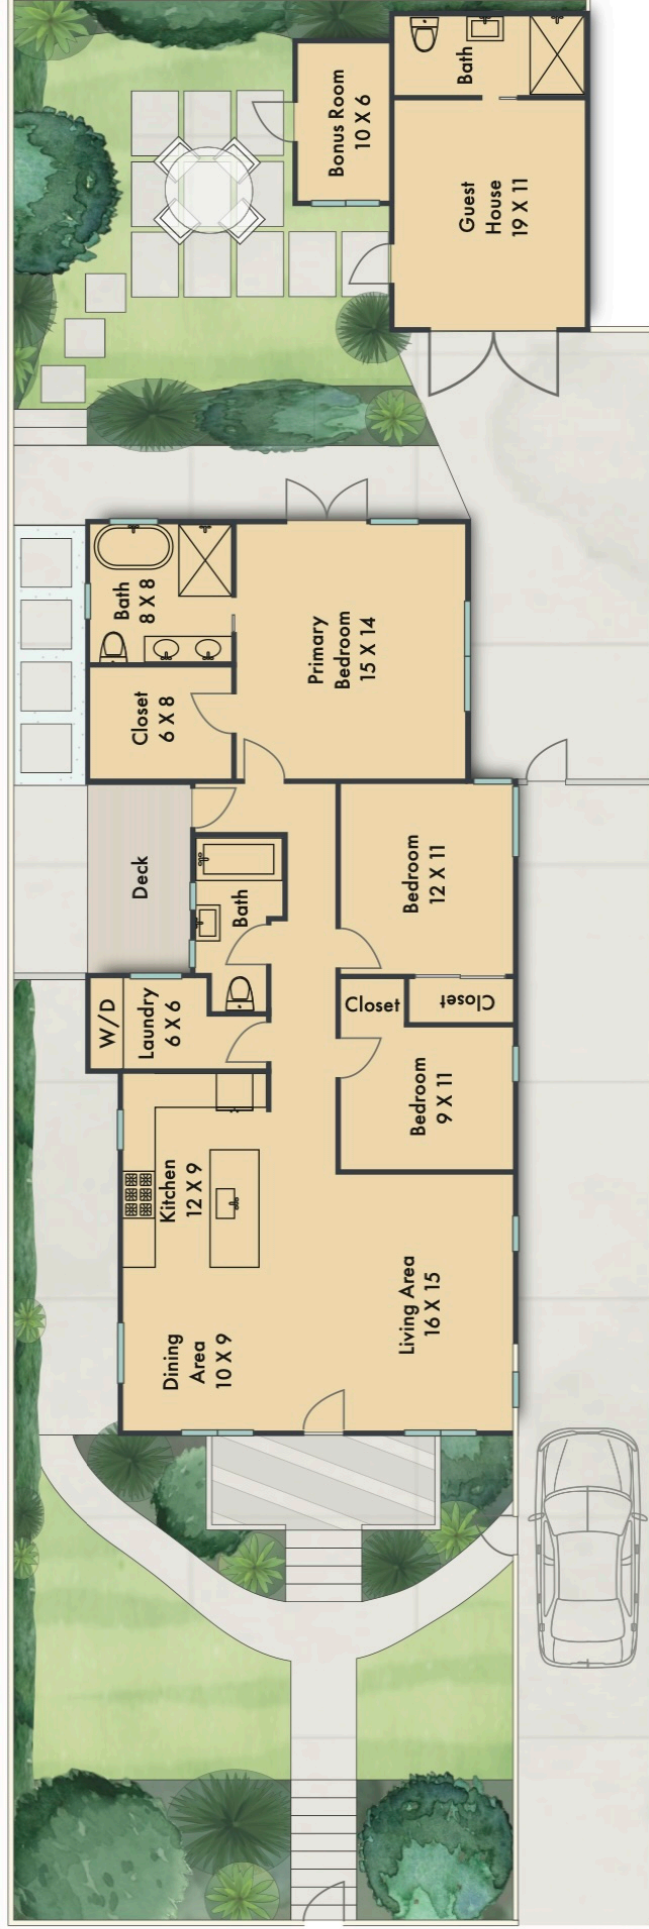 Bath
Bonus Room
10 X 6
Guest
House
19 X 11
Bath
8 X 8
Primary
Bedroom
15 X 14
Closet
6 X 8
Deck
Bath
Bedroom
12 X 11
W/D
Laundry
6 X 6
Closet
Closet
Bedroom
9 X 11
Kitchen
12 X 9
Dining
Area
10 X 9
Living Area
16 X 15